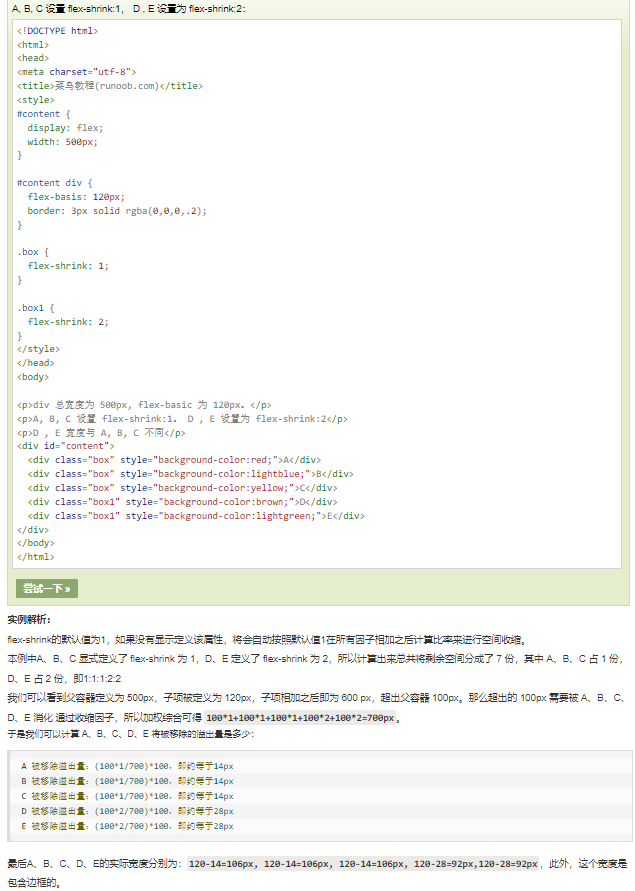 A, B, C 设置 flex-shrink:1， D , E 设置为 flex-shrink:2：
<!DOCTYPE html>
<html>
<head>
<meta charset="utf-8">
<title>菜鸟教程(runoob.com)</title>
<style>
#content {
  display: flex;
  width: 500px;
}

#content div {
  flex-basis: 120px;
  border: 3px solid rgba(0,0,0,.2);
}

.box {
  flex-shrink: 1;
}

.box1 {
  flex-shrink: 2;
}
</style>
</head>
<body>

<p>div 总宽度为 500px, flex-basic 为 120px。</p>
<p>A, B, C 设置 flex-shrink:1。 D , E 设置为 flex-shrink:2</p>
<p>D , E 宽度与 A, B, C 不同</p>
<div id="content">
  <div class="box" style="background-color:red;">A</div>
  <div class="box" style="background-color:lightblue;">B</div>
  <div class="box" style="background-color:yellow;">C</div>
  <div class="box1" style="background-color:brown;">D</div>
  <div class="box1" style="background-color:lightgreen;">E</div>
</div>
</body>
</html>
尝试一下 »
实例解析：
flex-shrink的默认值为1，如果没有显示定义该属性，将会自动按照默认值1在所有因子相加之后计算比率来进行空间收缩。
本例中A、B、C 显式定义了 flex-shrink 为 1，D、E 定义了 flex-shrink 为 2，所以计算出来总共将剩余空间分成了 7 份，其中 A、B、C 占 1 份，
D、E 占 2 份，即1:1:1:2:2
我们可以看到父容器定义为 500px，子项被定义为 120px，子项相加之后即为 600 px，超出父容器 100px。那么超出的 100px 需要被 A、B、C、
D、E 消化 通过收缩因子，所以加权综合可得 100*1+100*1+100*1+100*2+100*2=700px。
于是我们可以计算 A、B、C、D、E 将被移除的溢出量是多少：
A 被移除溢出量：(100*1/700)*100，即约等于14px
B 被移除溢出量：(100*1/700)*100，即约等于14px
C 被移除溢出量：(100*1/700)*100，即约等于14px
D 被移除溢出量：(100*2/700)*100，即约等于28px
E 被移除溢出量：(100*2/700)*100，即约等于28px
最后A、B、C、D、E的实际宽度分别为：120-14=106px, 120-14=106px, 120-14=106px, 120-28=92px,120-28=92px，此外，这个宽度是
包含边框的。